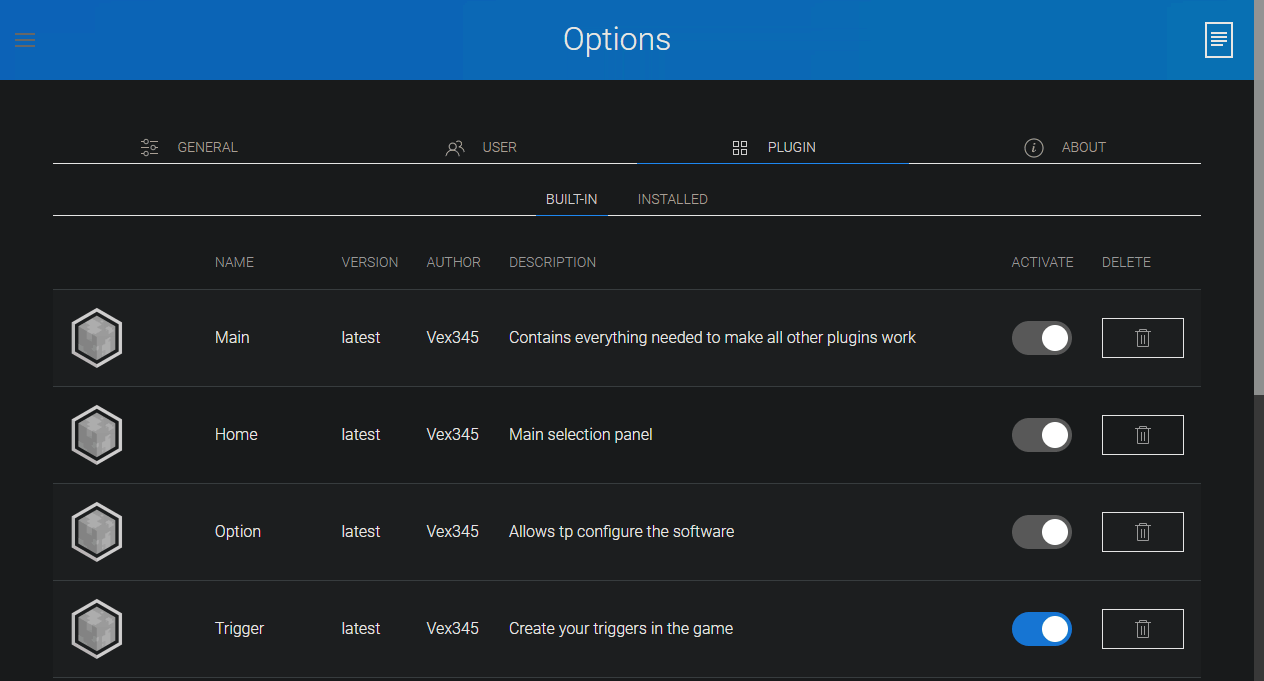 Options
GENERAL USER PLUGIN ABOUT
BUILT-IN INSTALLED
NAME VERSION AUTHOR DESCRIPTION ACTIVATE DELETE
Main latest Vex345 Contains everything needed to make all other plugins work
Home latest Vex345 Main selection panel
Option latest Vex345 Allows tp configure the software
Trigger latest Vex345 Create your triggers in the game